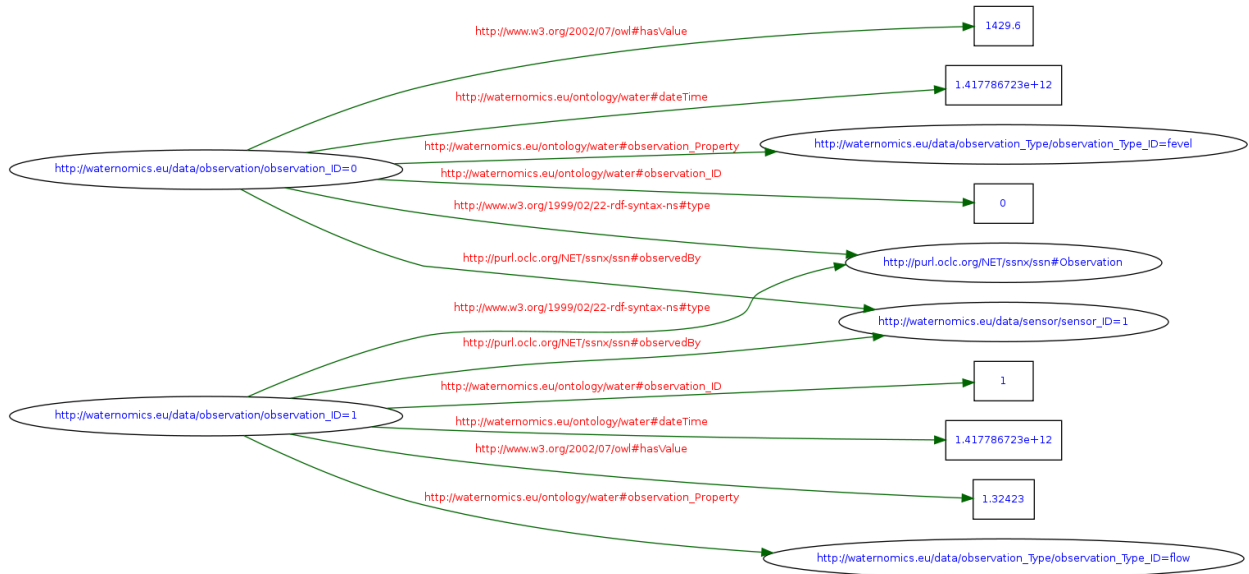 1429.6
http://www.w3.org/2002/07/owl#hasValue
1.417786723e+12
http://waternomics.eu/ontology/water#dateTime
http://waternomics.eu/ontology/water#observation_Property
http://waternomics.eu/data/observation_Type/observation_Type_ID=fevel
http://waternomics.eu/data/observation/observation_ID=0
http://waternomics.eu/ontology/water#observation_ID
0
http://www.w3.org/1999/02/22-rdf-syntax-ns#type
http://purl.oclc.org/NET/ssnx/ssn#observedBy
http://purl.oclc.org/NET/ssnx/ssn#Observation
http://www.w3.org/1999/02/22-rdf-syntax-ns#type
http://waternomics.eu/data/sensor/sensor_ID=1
http://purl.oclc.org/NET/ssnx/ssn#observedBy
http://waternomics.eu/ontology/water#observation_ID
1
http://waternomics.eu/data/observation/observation_ID=1
http://waternomics.eu/ontology/water#dateTime
1.417786723e+12
http://www.w3.org/2002/07/owl#hasValue
1.32423
http://waternomics.eu/ontology/water#observation_Property
http://waternomics.eu/data/observation_Type/observation_Type_ID=flow